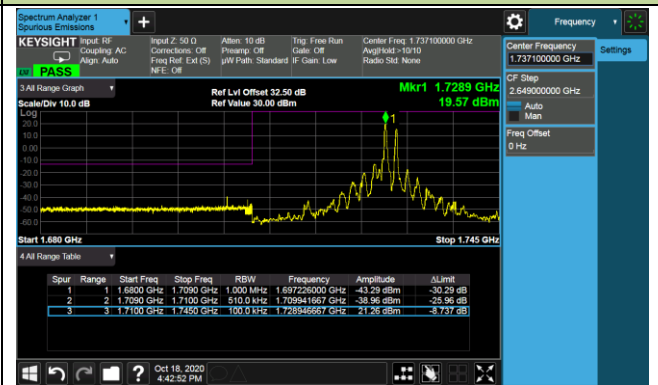 Spectrum Analyzer 1
Spurious Emissions
Frequency
KEYSIGHT
Input: RF
Coupling: AC
Align: Auto
Input Z: 50 Ω
Corrections: Off
Freq Ref: Ext (S)
NFE: Off
Atten: 10 dB
Preamp: Off
µW Path: Standard
Trig: Free Run
Gate: Off
IF Gain: Low
Center Freq: 1.737100000 GHz
Avg|Hold:>10/10
Radio Std: None
PASS
Center Frequency
1.737100000 GHz
Settings
CF Step
2.649000000 GHz
Auto
Man
Freq Offset
0 Hz
3 All Range Graph
Scale/Div 10.0 dB
Ref Lvl Offset 32.50 dB
Ref Value 30.00 dBm
Mkr1 1.7289 GHz
19.57 dBm
Log
20.0
10.0
0.00
-10.0
-20.0
-30.0
-40.0
-50.0
-60.0
1
Start 1.680 GHz
Stop 1.745 GHz
4 All Range Table
Spur Range Start Freq Stop Freq RBW Frequency Amplitude ΔLimit
1 1 1.6800 GHz 1.7090 GHz 1.000 MHz 1.697226000 GHz -43.29 dBm -30.29 dB
2 2 1.7090 GHz 1.7100 GHz 510.0 kHz 1.709941667 GHz -38.96 dBm -25.96 dB
3 3 1.7100 GHz 1.7450 GHz 100.0 kHz 1.728946667 GHz 21.26 dBm -8.737 dB
Oct 18, 2020
4:42:52 PM